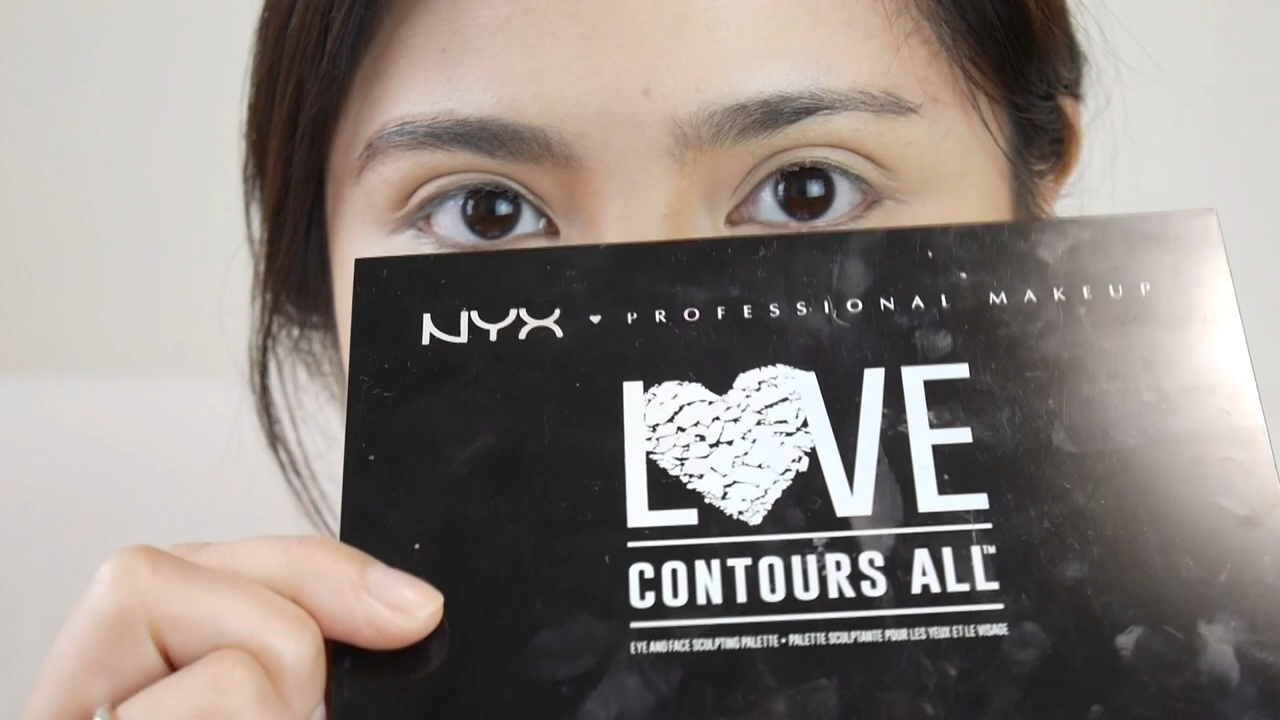 NYX PROFESSIONAL MAKEUP
LOVE
CONTOURS ALL™
EYE AND FACE SCULPTING PALETTE • PALETTE SCULPTANTE POUR LES YEUX ET LE VISAGE